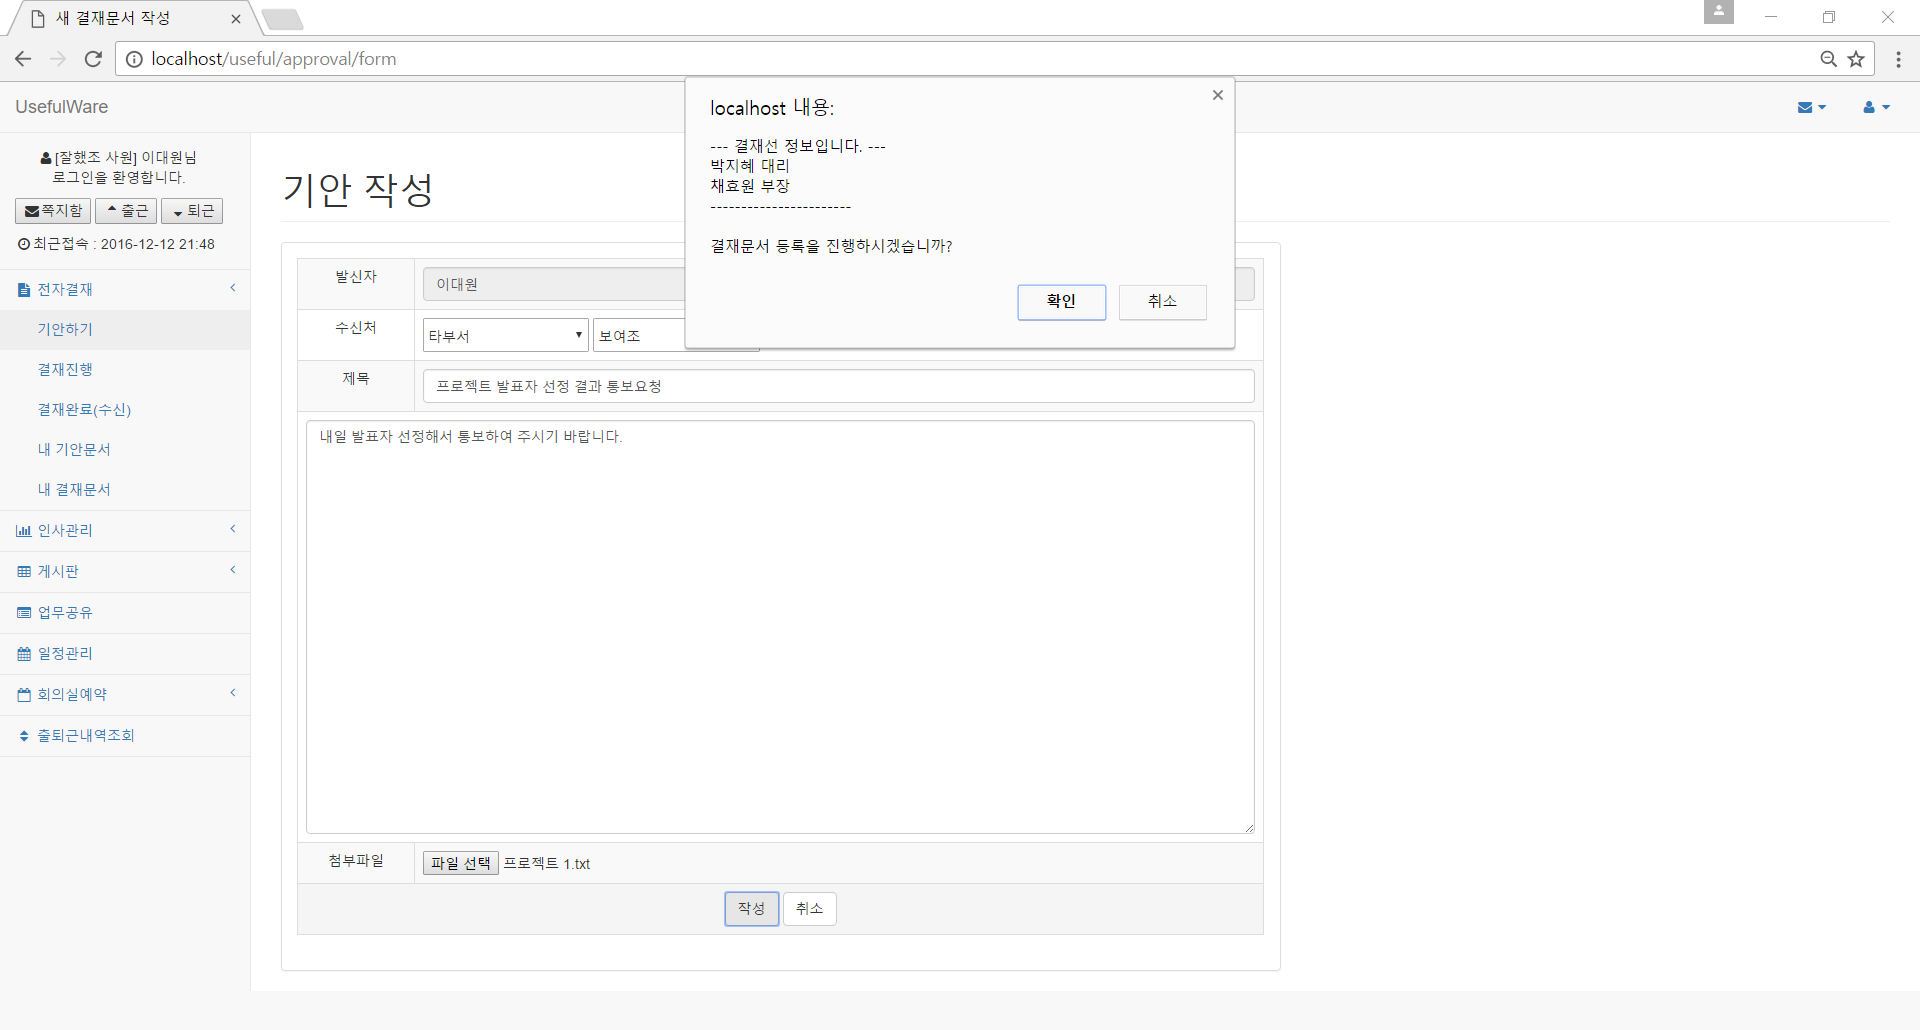 새 결재문서 작성
localhost/useful/approval/form
UsefulWare
[잘했조 사원] 이대원님
로그인을 환영합니다.
쪽지함 출근 퇴근
최근접속 : 2016-12-12 21:48
전자결재
기안하기
결재진행
결재완료(수신)
내 기안문서
내 결재문서
인사관리
게시판
업무공유
일정관리
회의실예약
출퇴근내역조회
localhost 내용:
--- 결재선 정보입니다. ---
박지혜 대리
채효원 부장
-----------------------
결재문서 등록을 진행하시겠습니까?
확인 취소
기안 작성
발신자 이대원
수신처 타부서 보여조
제목 프로젝트 발표자 선정 결과 통보요청
내일 발표자 선정해서 통보하여 주시기 바랍니다.
첨부파일 파일 선택 프로젝트 1.txt
작성 취소